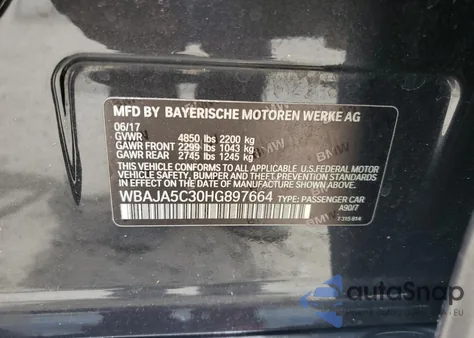 MFD BY BAYERISCHE MOTOREN WERKE AG
06/17
GVWR 4850 lbs 2200 kg
GAWR FRONT 2299 lbs 1043 kg
GAWR REAR 2745 lbs 1245 kg
THIS VEHICLE CONFORMS TO ALL APPLICABLE U.S.FEDERAL MOTOR
VEHICLE SAFETY, BUMPER, AND THEFT PREVENTION STANDARDS IN
EFFECT ON THE DATE OF MANUFACTURE SHOWN ABOVE.
WBAJA5C30HG897664 TYPE: PASSENGER CAR
A90/7
autoSnap